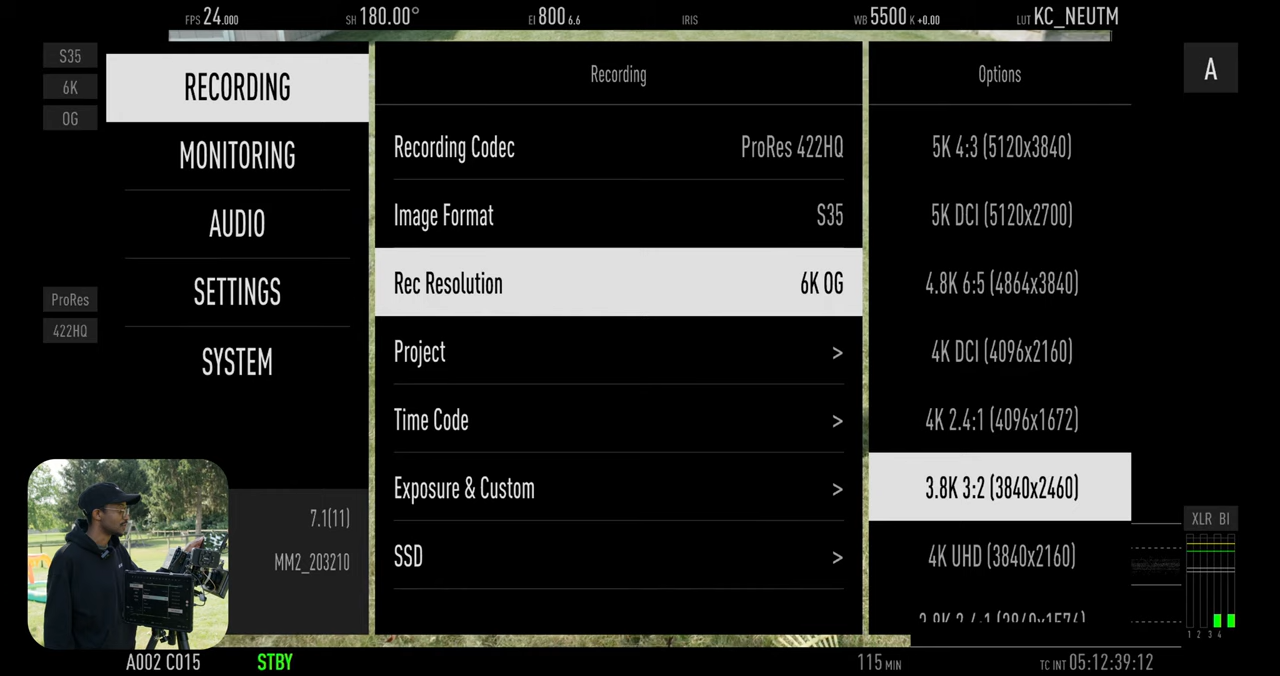 FPS 24.000 SH 180.00° EI 800 6.6 IRIS WB 5500 K +0.00 LUT KC_NEUTM
S35
6K
OG
ProRes
422HQ
RECORDING
MONITORING
AUDIO
SETTINGS
SYSTEM
7.1(11)
MM2_203210
Recording
Recording Codec ProRes 422HQ
Image Format S35
Rec Resolution 6K OG
Project >
Time Code >
Exposure & Custom >
SSD >
Options
5K 4:3 (5120x3840)
5K DCI (5120x2700)
4.8K 6:5 (4864x3840)
4K DCI (4096x2160)
4K 2.4:1 (4096x1672)
3.8K 3:2 (3840x2460)
4K UHD (3840x2160)
A
XLR BI
1 2 3 4
A002 C015 STBY 115 MIN TC INT 05:12:39:12